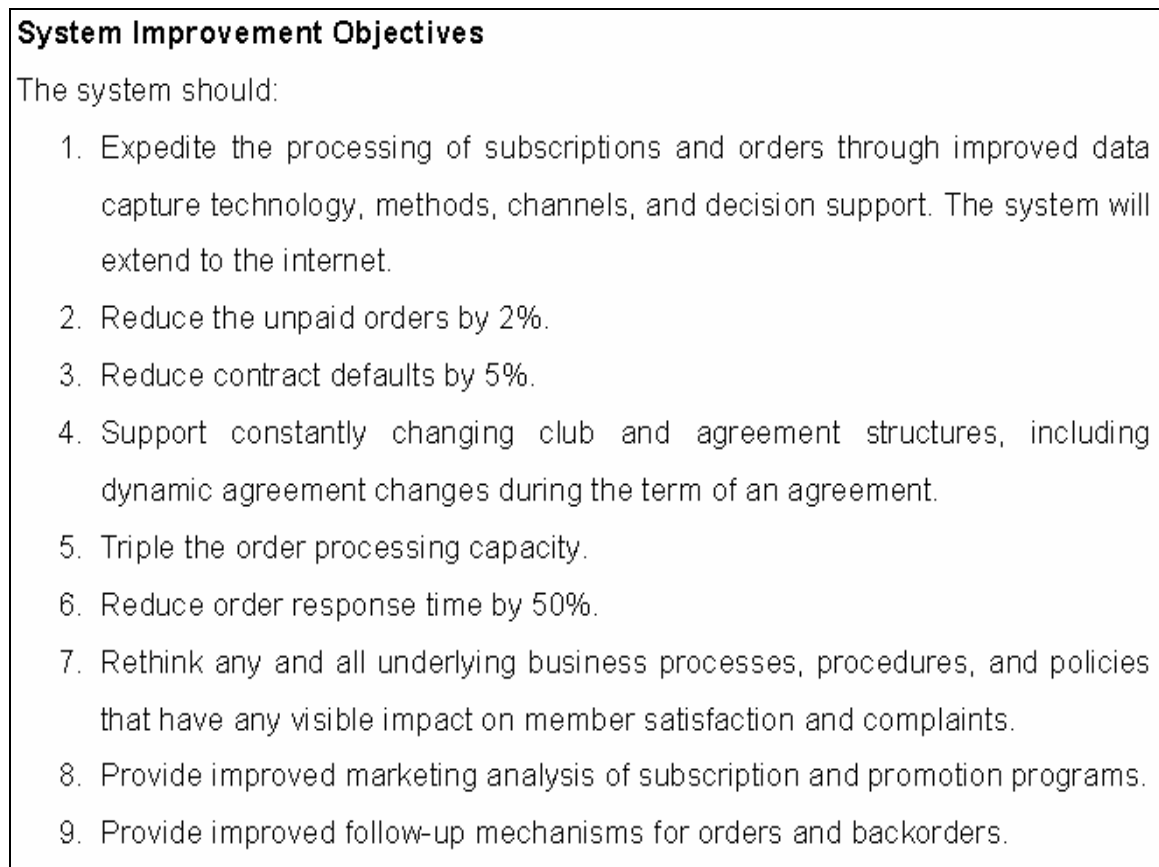 System Improvement Objectives
The system should:
1. Expedite the processing of subscriptions and orders through improved data
capture technology, methods, channels, and decision support. The system will
extend to the internet.
2. Reduce the unpaid orders by 2%.
3. Reduce contract defaults by 5%.
4. Support constantly changing club and agreement structures, including
dynamic agreement changes during the term of an agreement.
5. Triple the order processing capacity.
6. Reduce order response time by 50%.
7. Rethink any and all underlying business processes, procedures, and policies
that have any visible impact on member satisfaction and complaints.
8. Provide improved marketing analysis of subscription and promotion programs.
9. Provide improved follow-up mechanisms for orders and backorders.